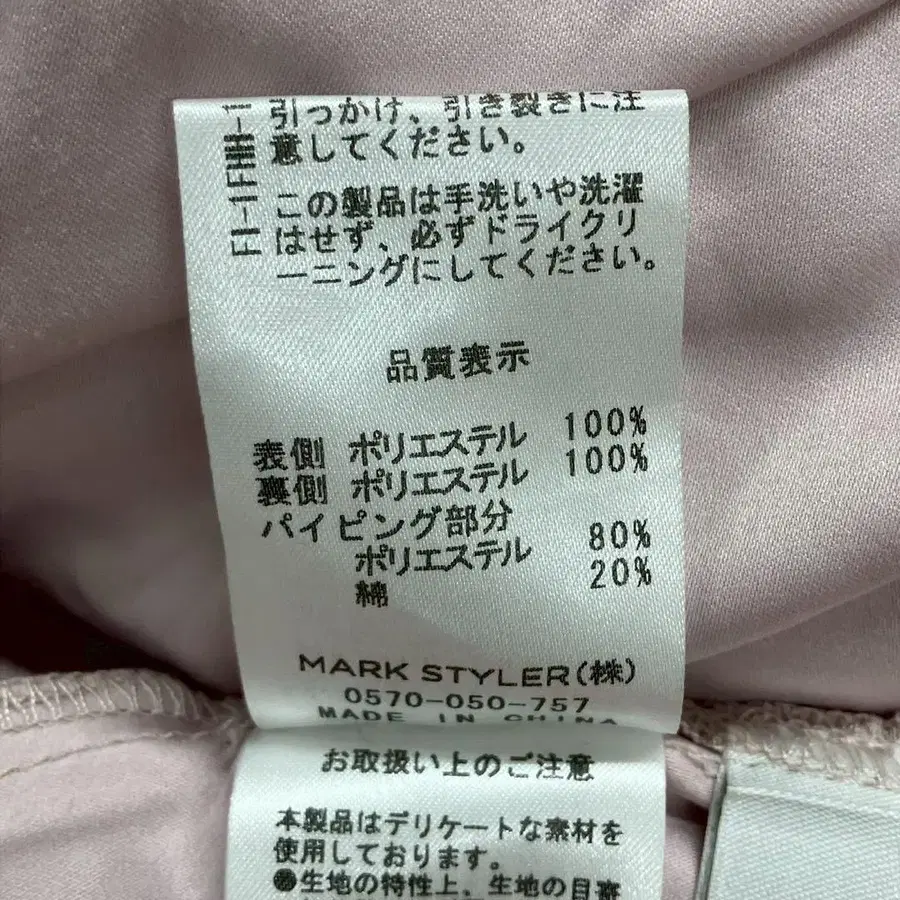 引っかけ、引き裂きに注
意してください。
この製品は手洗いや洗濯
はせず、必ずドライクリ
ーニングにしてください。
FI-1FHH-1
品質表示
表側 ポリエステル 100%
裏側 ポリエステル 100%
パイピング部分
ポリエステル 80%
綿 20%
MARK STYLER(株)
0570-050-757
MADE IN CHINA
お取扱い上のご注意
本製品はデリケートな素材を
使用しております。
生地の特性上、生地の目寄